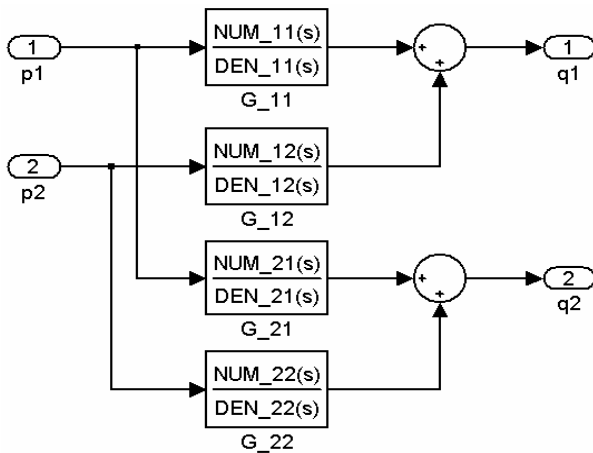 1
p1
NUM_11(s)
DEN_11(s)
G_11
+
+
1
q1
2
p2
NUM_12(s)
DEN_12(s)
G_12
NUM_21(s)
DEN_21(s)
G_21
+
+
2
q2
NUM_22(s)
DEN_22(s)
G_22